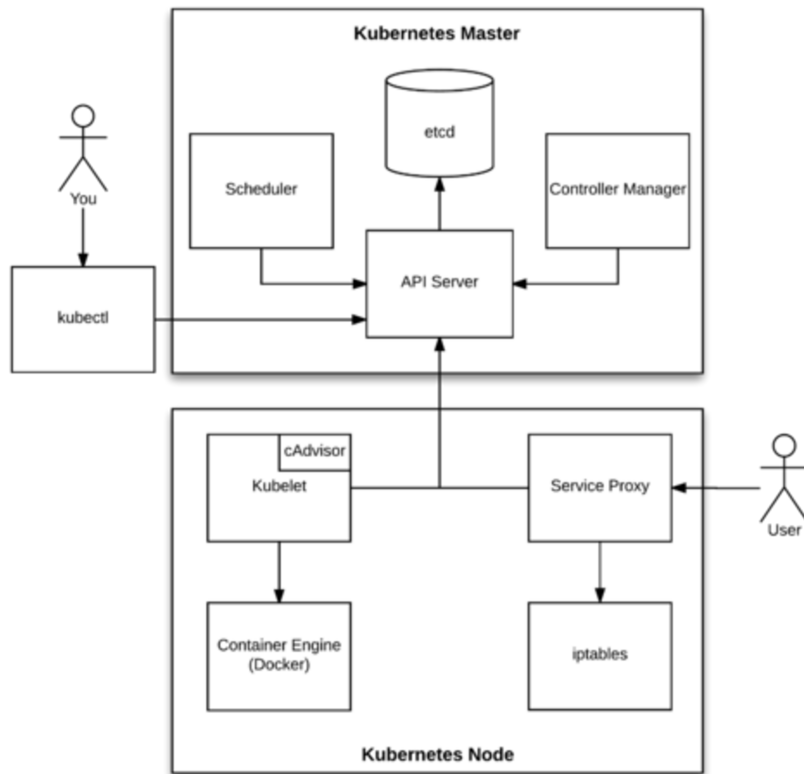 Kubernetes Master
etcd
Scheduler
Controller Manager
You
API Server
kubectl
cAdvisor
Kubelet
Service Proxy
User
Container Engine
(Docker)
iptables
Kubernetes Node